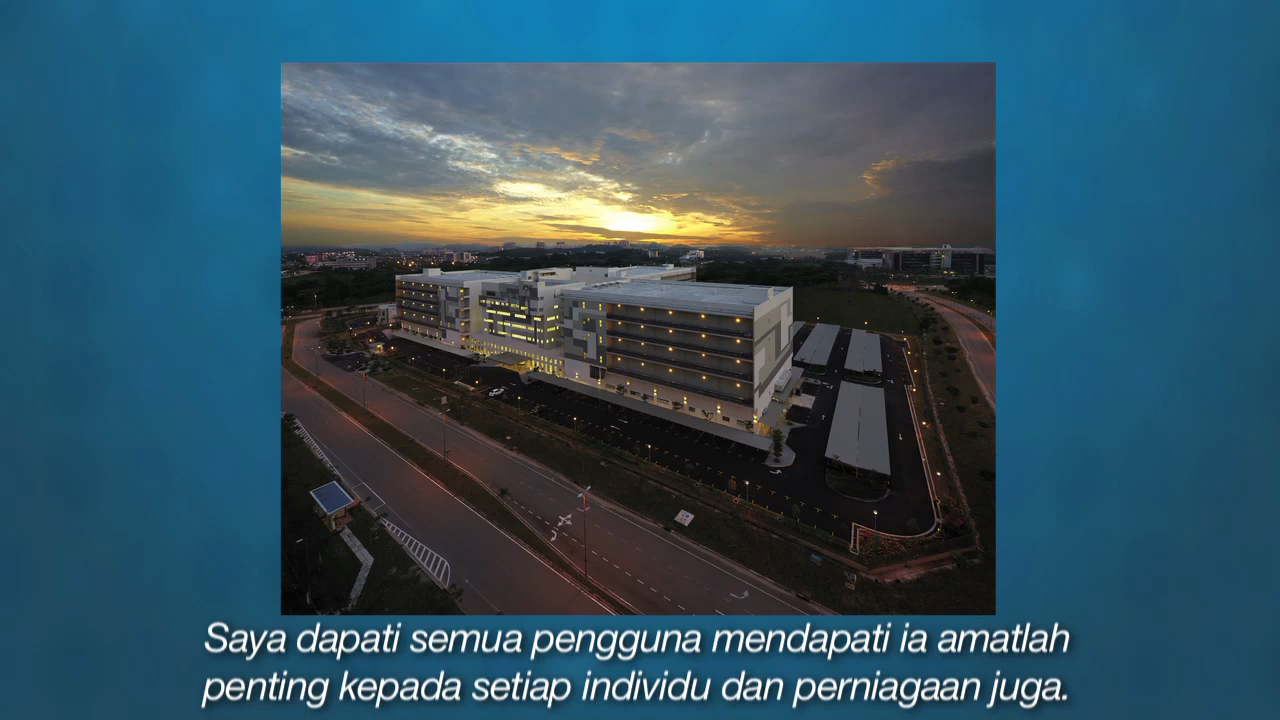 Saya dapati semua pengguna mendapati ia amatlah
penting kepada setiap individu dan perniagaan juga.